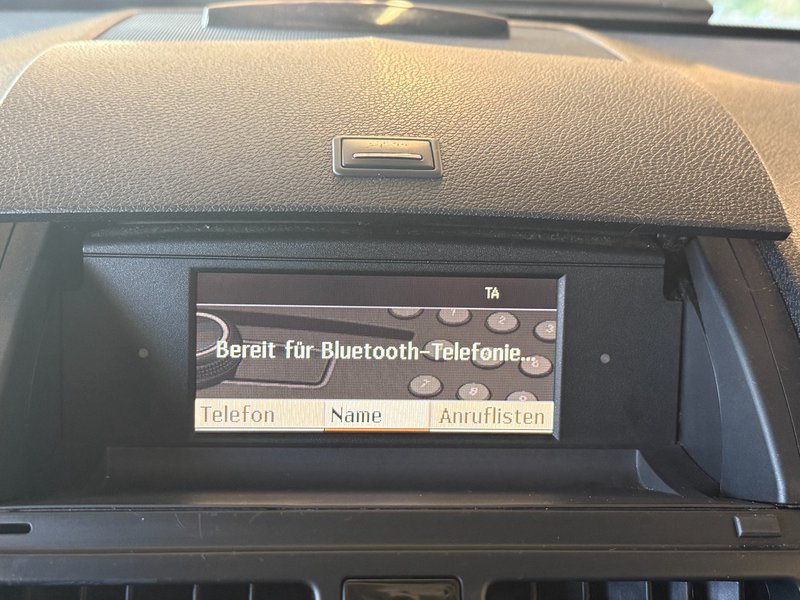 TA
Bereit für Bluetooth-Telefonie...
Telefon Name Anruflisten